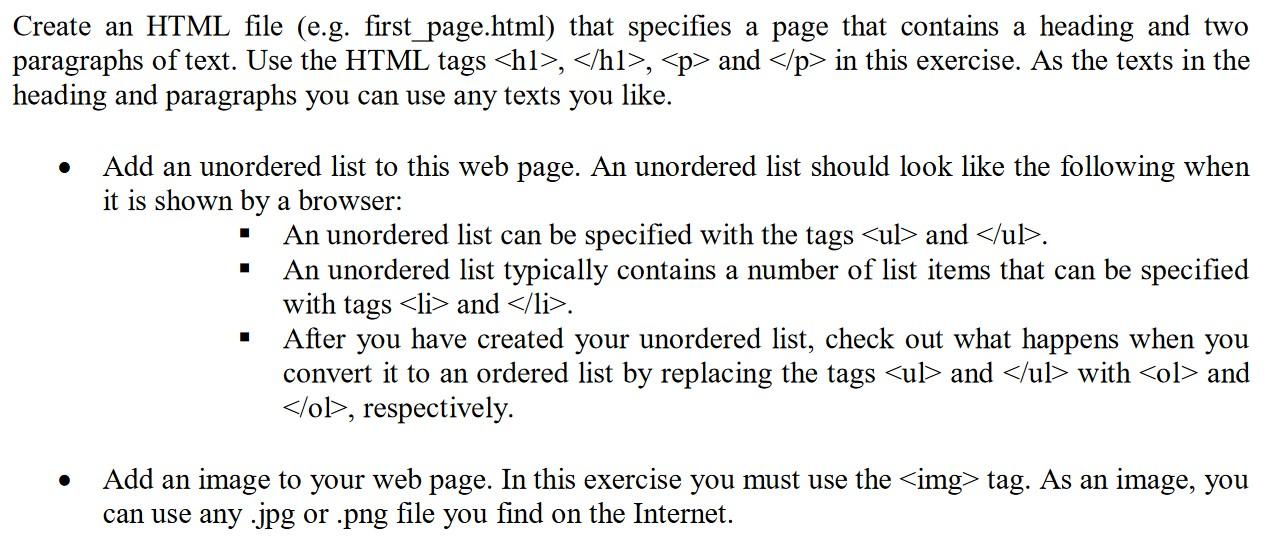 Create an HTML file (e.g. first_page.html) that specifies a page that contains a heading and two
paragraphs of text. Use the HTML tags <h1>, </h1>, <p> and </p> in this exercise. As the texts in the
heading and paragraphs you can use any texts you like.
• Add an unordered list to this web page. An unordered list should look like the following when
it is shown by a browser:
▪ An unordered list can be specified with the tags <ul> and </ul>.
▪ An unordered list typically contains a number of list items that can be specified
with tags <li> and </li>.
▪ After you have created your unordered list, check out what happens when you
convert it to an ordered list by replacing the tags <ul> and </ul> with <ol> and
</ol>, respectively.
• Add an image to your web page. In this exercise you must use the <img> tag. As an image, you
can use any .jpg or .png file you find on the Internet.